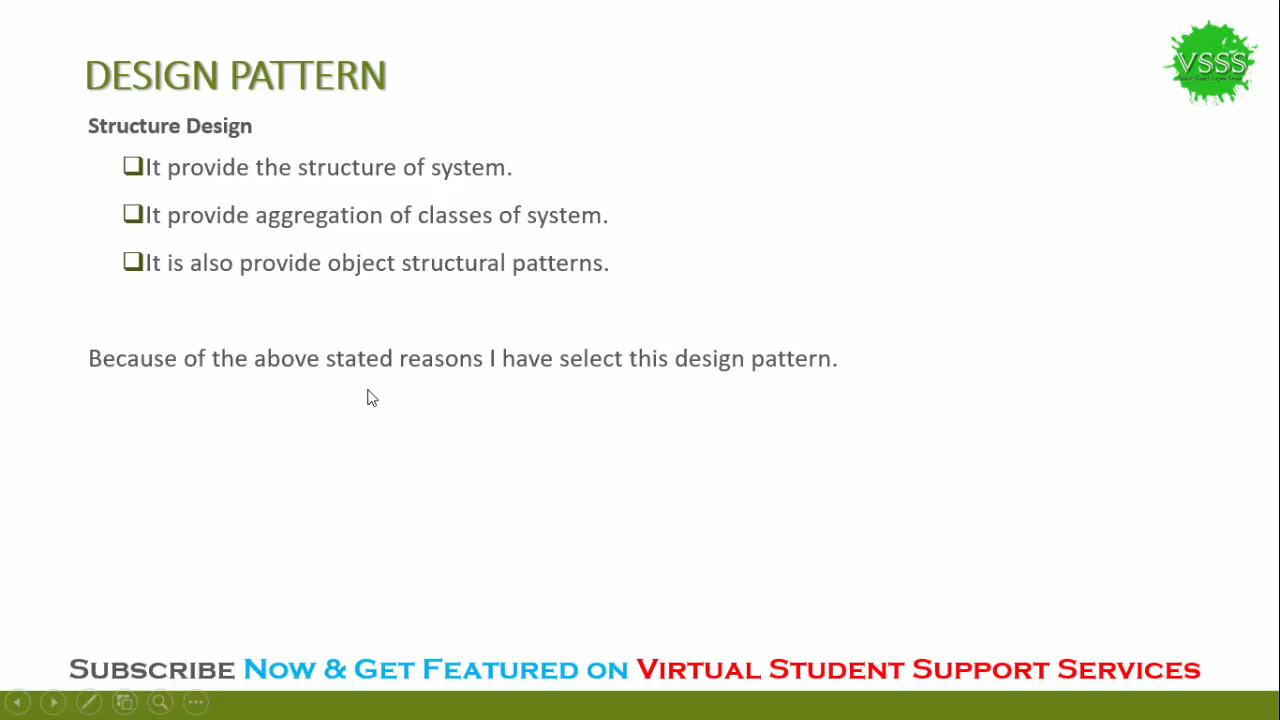 DESIGN PATTERN
VSSS
Structure Design
It provide the structure of system.
It provide aggregation of classes of system.
It is also provide object structural patterns.
Because of the above stated reasons I have select this design pattern.
Subscribe Now & Get Featured on Virtual Student Support Services